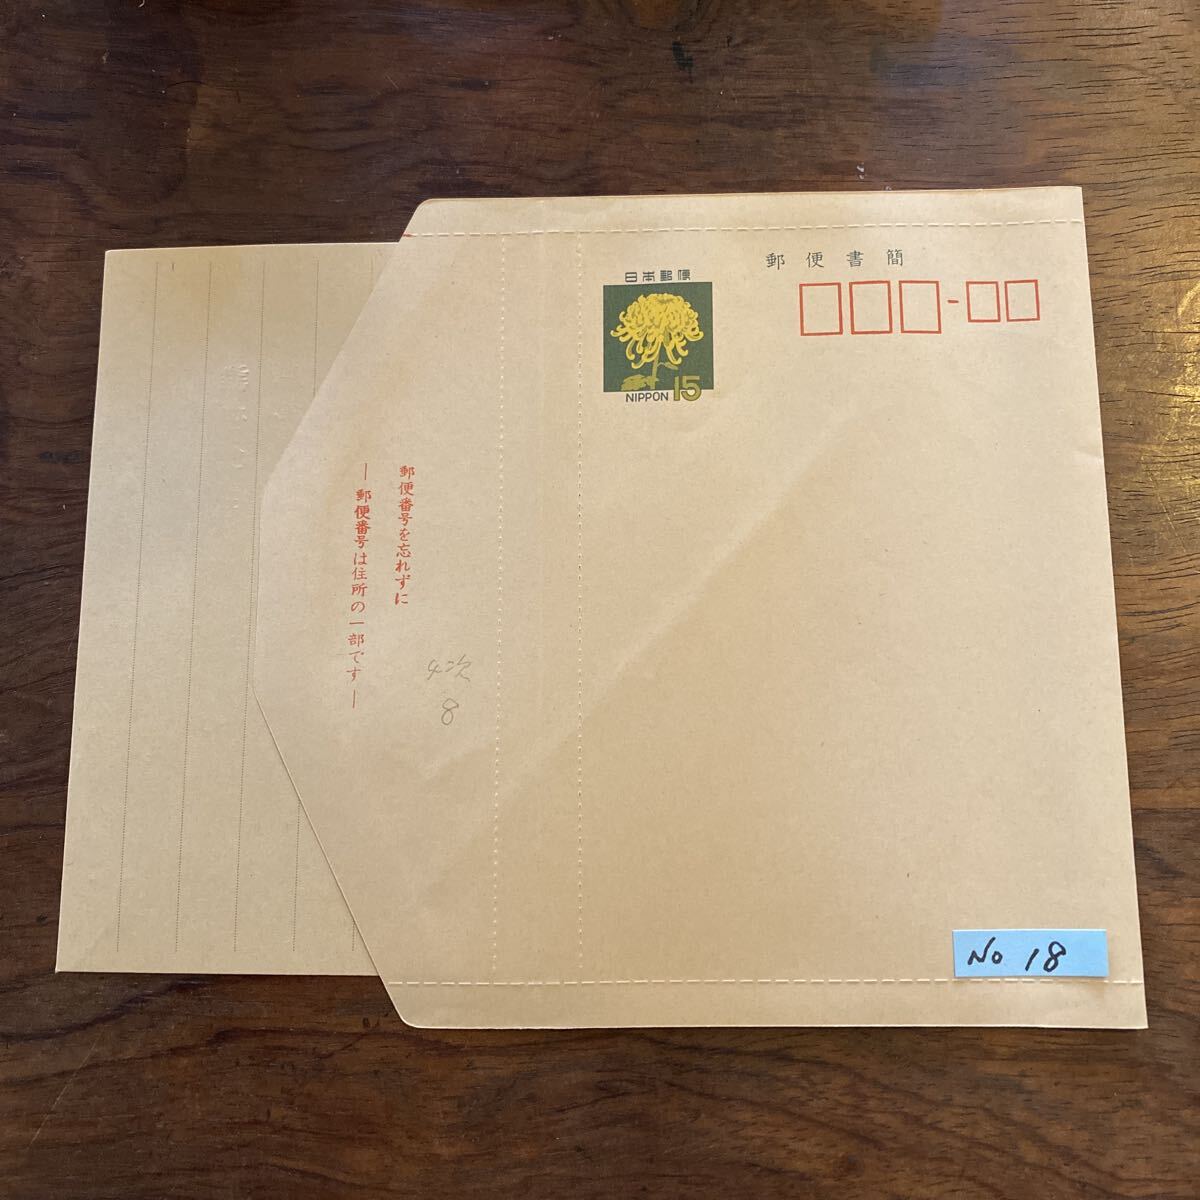 郵便書簡
日本郵便
NIPPON 15
郵便番号を忘れずに
― 郵便番号は住所の一部です ―
4次
8
No 18